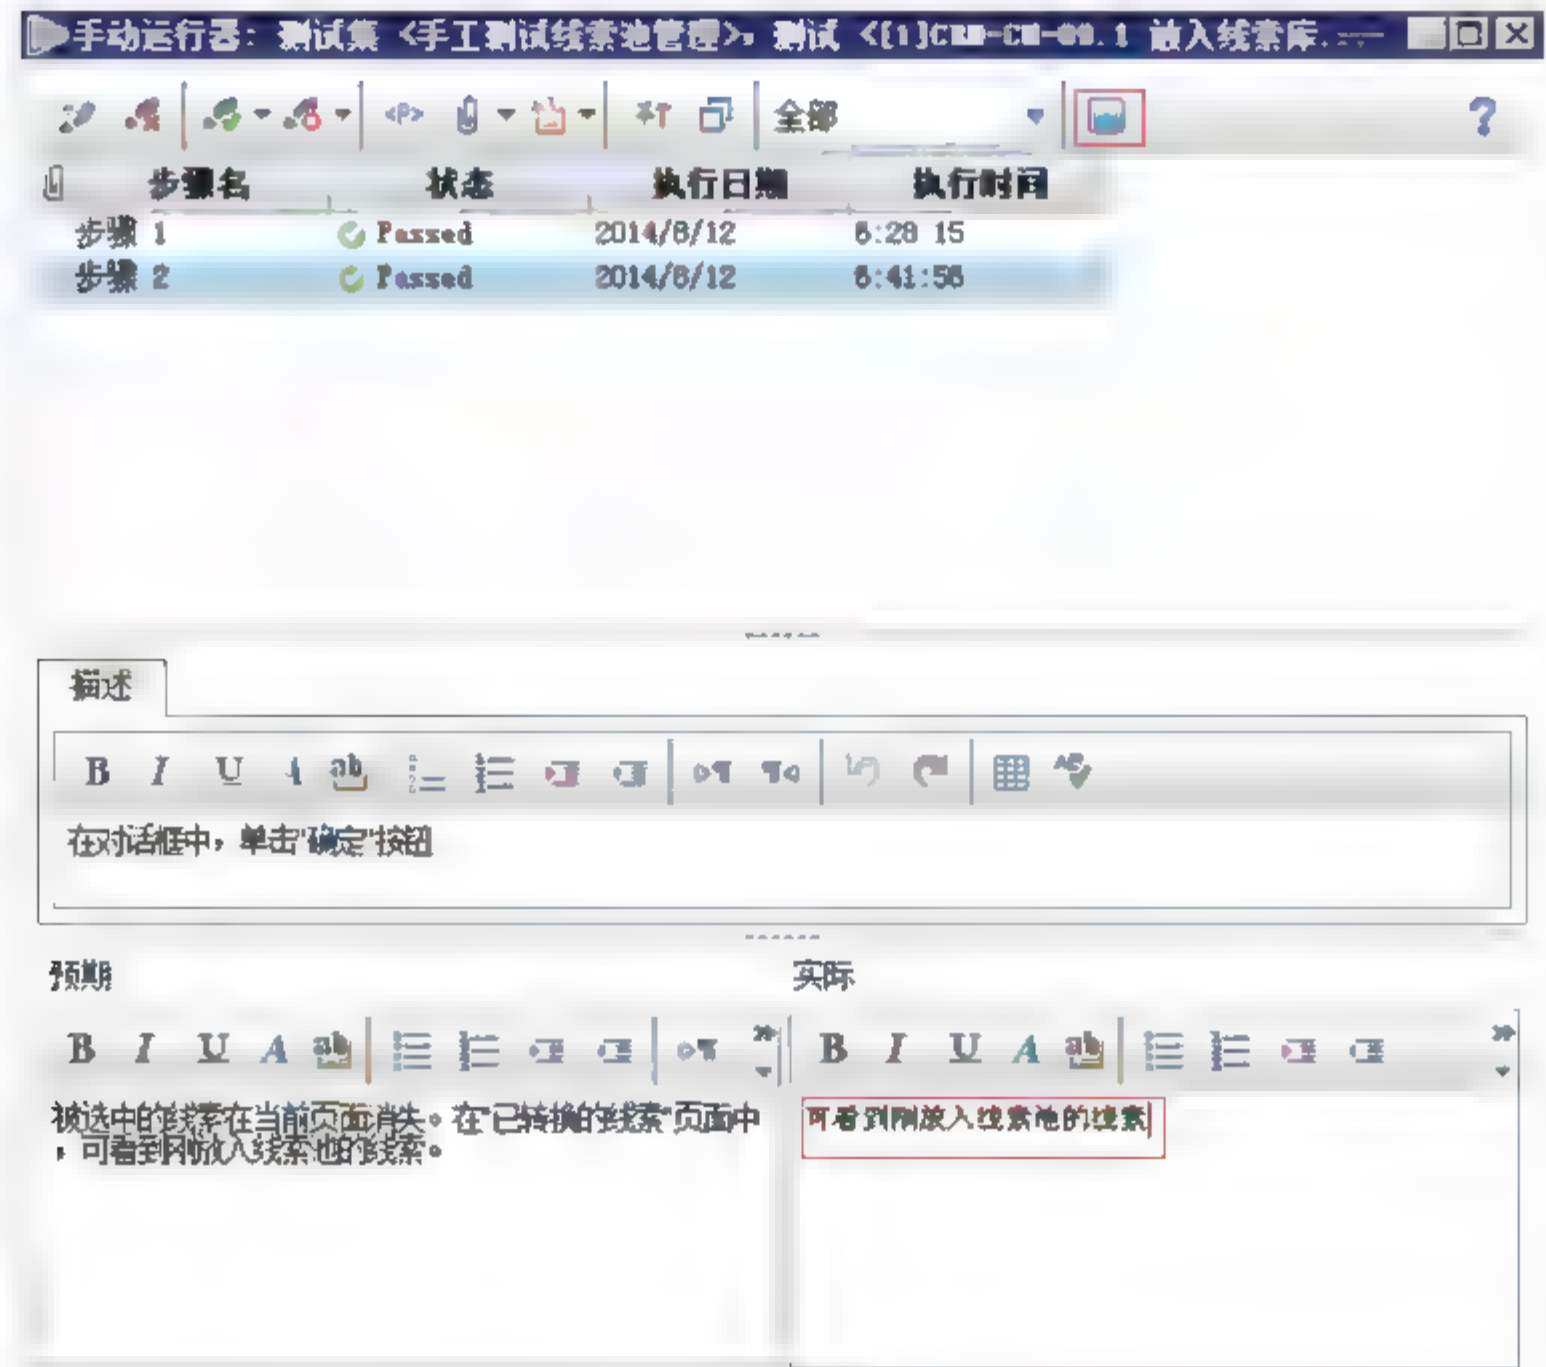 手动运行器: 测试集 <手工测试线索池管理>, 测试 <[1]CRM-CM-09.1 放入线索库.
<P> 全部 ?
步骤名 状态 执行日期 执行时间
步骤 1 Passed 2014/8/12
步骤 2 Passed 2014/8/12
描述
B I U A ab
在对话框中，单击"确定"按钮
预期
B I U A ab
被选中的线索在当前页面消失。在"已转换的线索"页面中
，可看到刚放入线索池的线索。
实际
B I U A ab
可看到刚放入线索池的线索